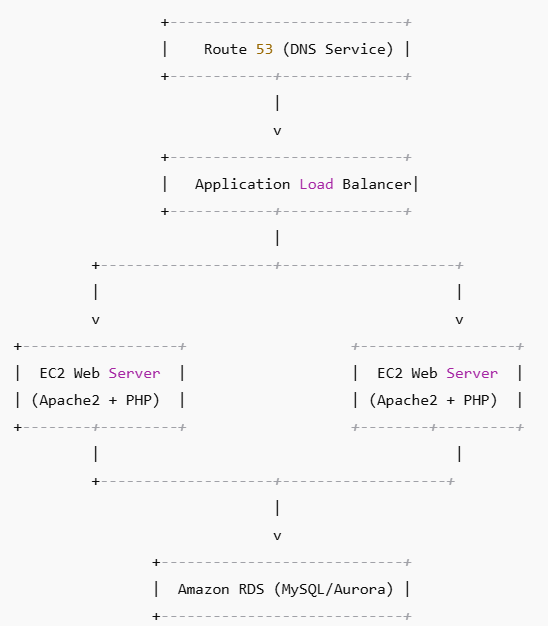 Route 53 (DNS Service)
v
Application Load Balancer
v v
EC2 Web Server EC2 Web Server
(Apache2 + PHP) (Apache2 + PHP)
v
Amazon RDS (MySQL/Aurora)